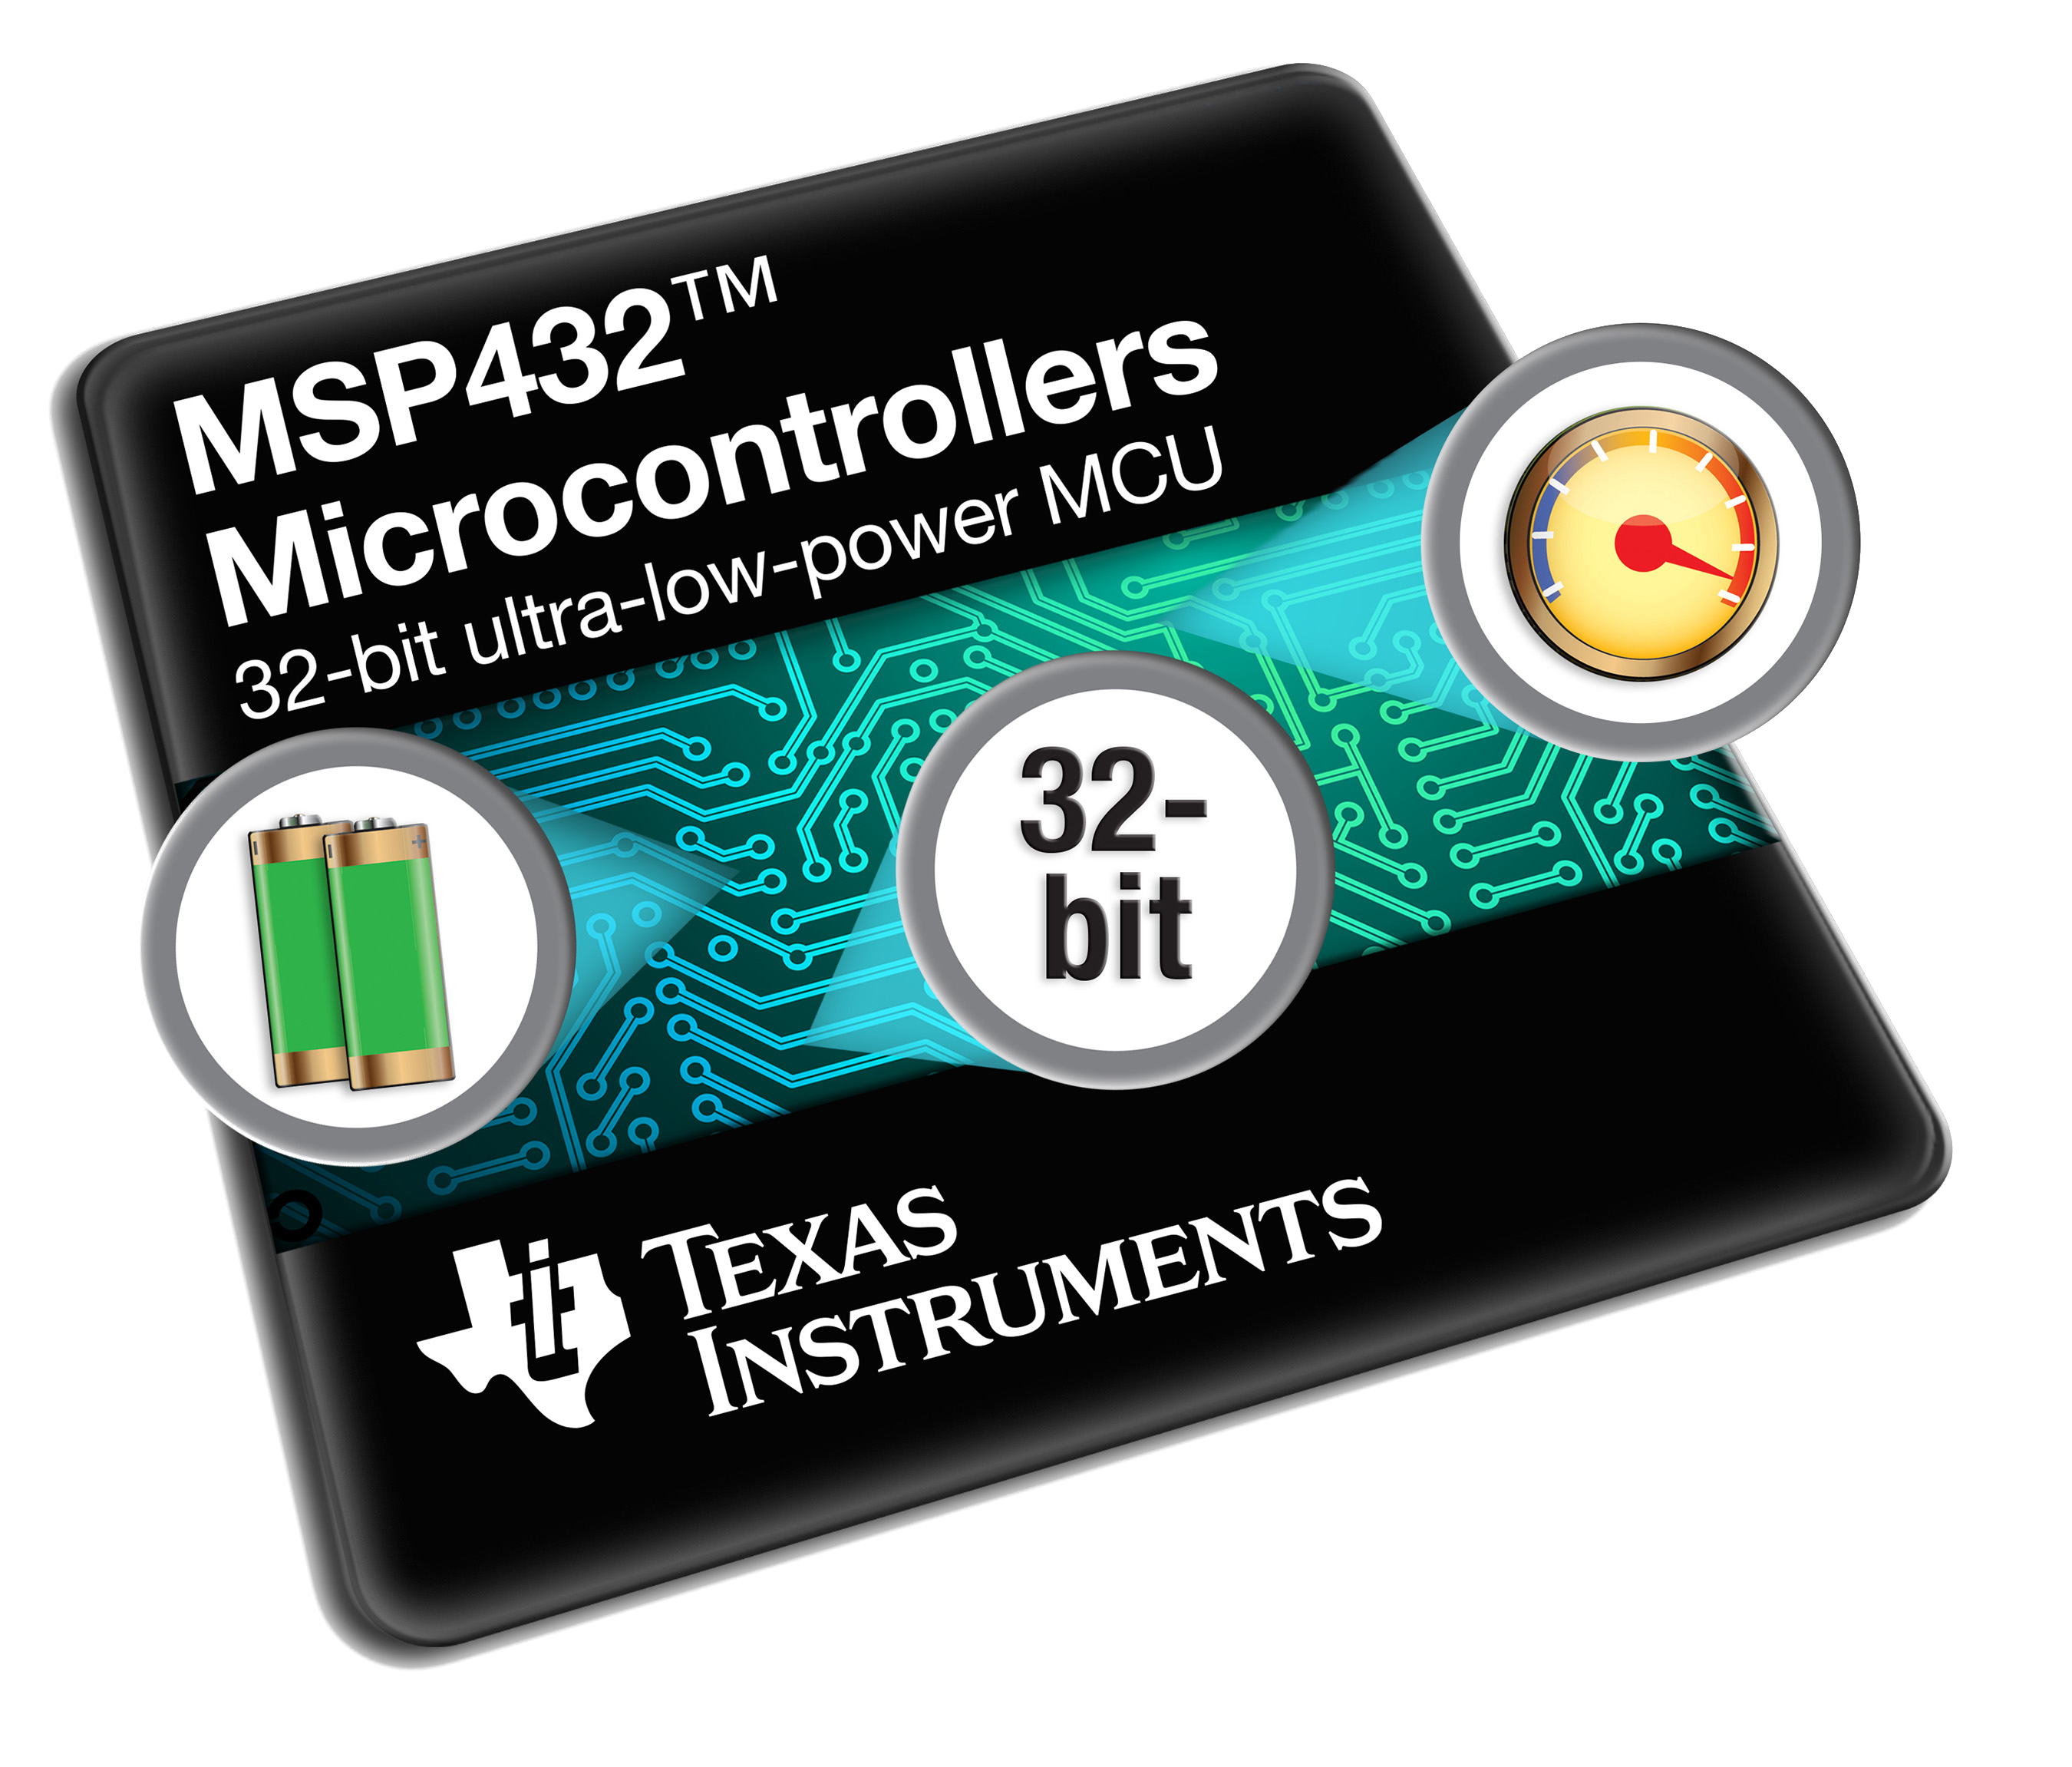 MSP432™
Microcontrollers
32-bit ultra-low-power MCU
32-
bit
TEXAS
INSTRUMENTS